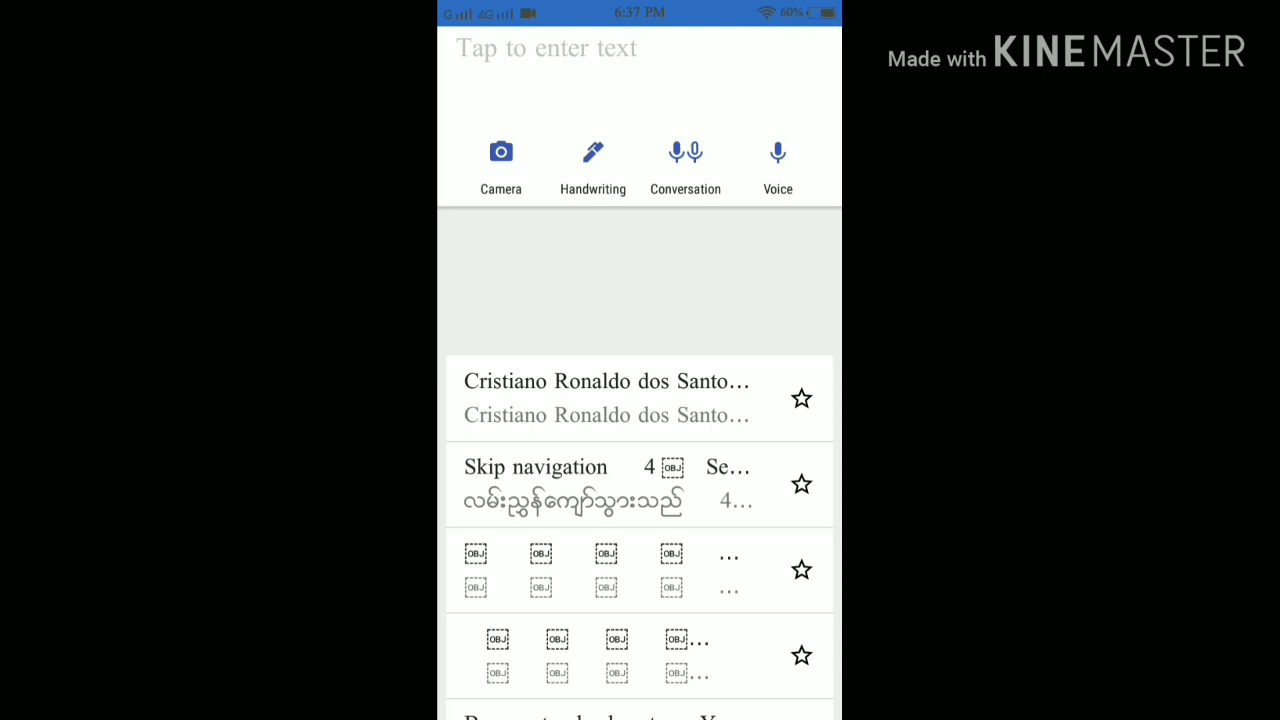 G 4G 6:37 PM 60%
Made with KINEMASTER
Tap to enter text
Camera Handwriting Conversation Voice
Cristiano Ronaldo dos Santo...
Cristiano Ronaldo dos Santo...
Skip navigation 4 OBJ Se...
လမ်းညွှန်ကျော်သွားသည် 4...
OBJ OBJ OBJ OBJ ...
OBJ OBJ OBJ OBJ ...
OBJ OBJ OBJ OBJ...
OBJ OBJ OBJ OBJ...